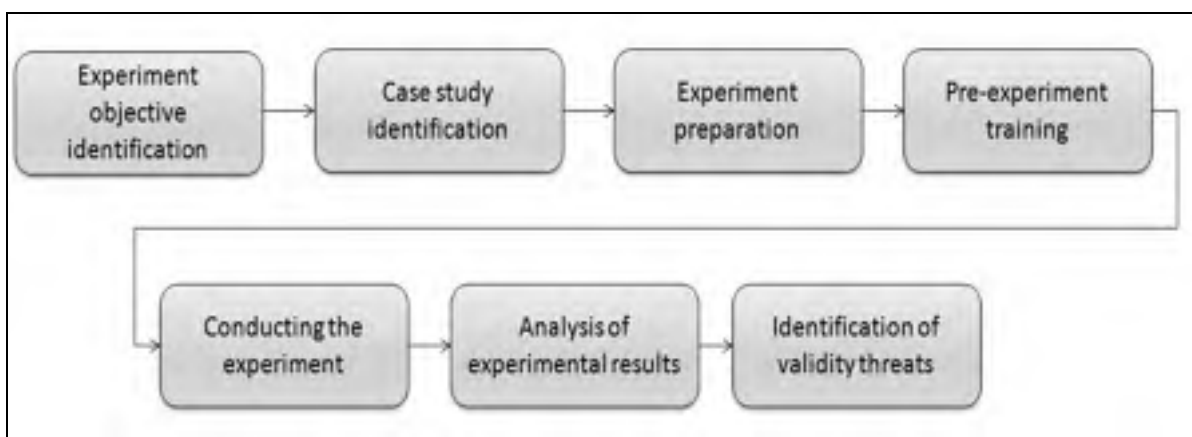 Experiment
objective
identification
Case study
identification
Experiment
preparation
Pre-experiment
training
Conducting the
experiment
Analysis of
experimental results
Identification of
validity threats